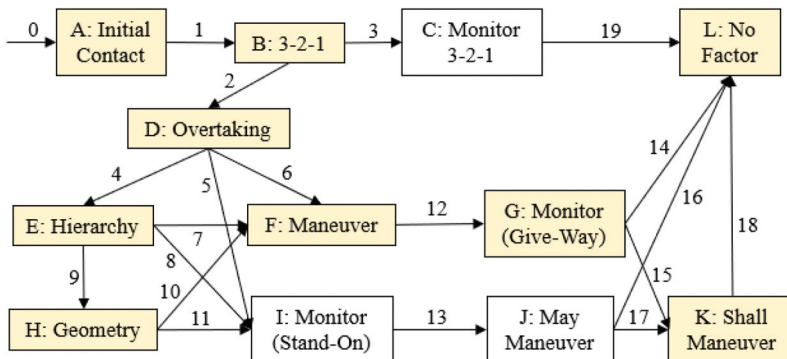 0
A: Initial
Contact
1
B: 3-2-1
3
C: Monitor
3-2-1
19
L: No
Factor
2
D: Overtaking
4
5
6
14
16
E: Hierarchy
7
F: Maneuver
12
G: Monitor
(Give-Way)
18
8
9
10
15
H: Geometry
11
I: Monitor
(Stand-On)
13
J: May
Maneuver
17
K: Shall
Maneuver